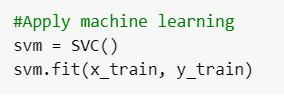 #Apply machine learning
svm = SVC()
svm.fit(x_train, y_train)